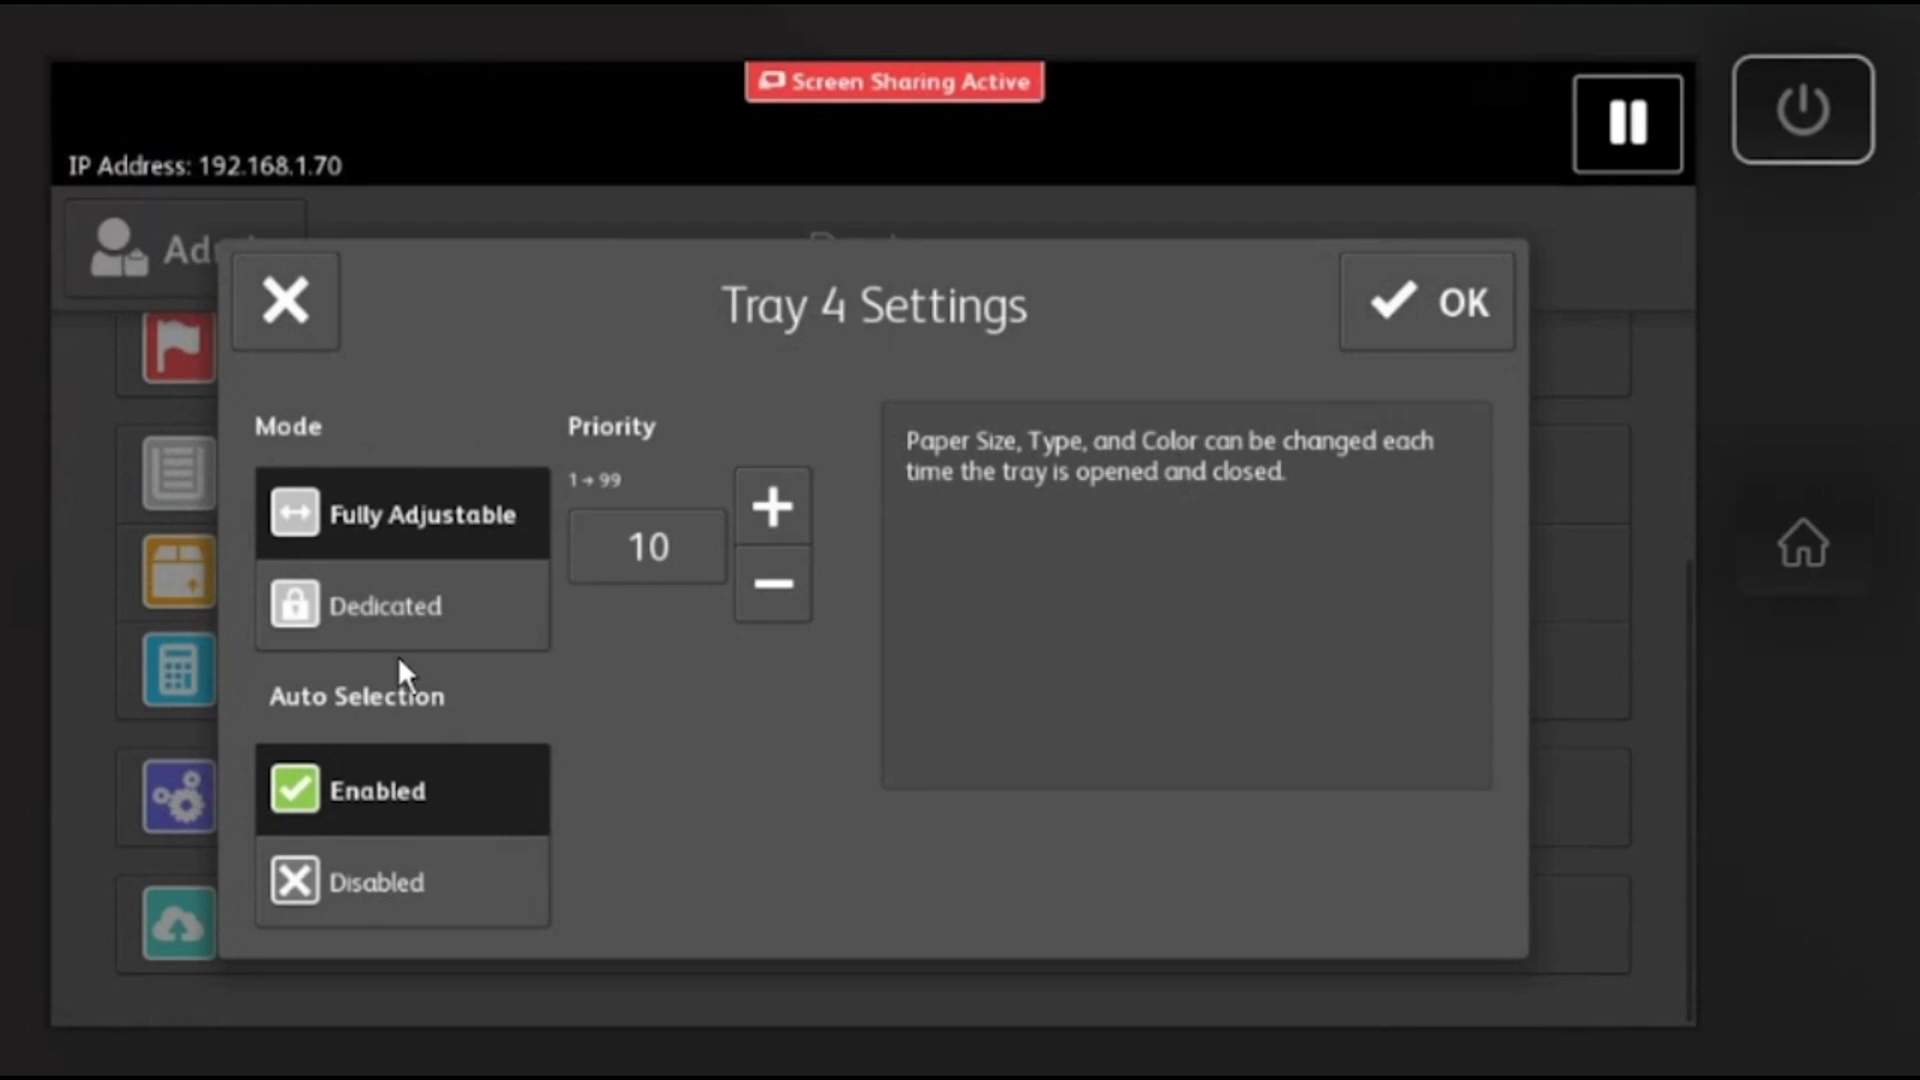 Screen Sharing Active
IP Address: 192.168.1.70
Tray 4 Settings
OK
Mode
Priority
Fully Adjustable
Dedicated
1→99
10
Paper Size, Type, and Color can be changed each
time the tray is opened and closed.
Auto Selection
Enabled
Disabled